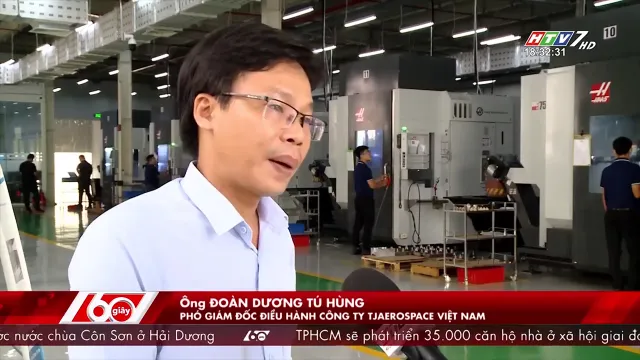 HTV7 HD
18:32:31
10
HAAS
60 giây
Ông ĐOÀN DƯƠNG TÚ HÙNG
PHÓ GIÁM ĐỐC ĐIỀU HÀNH CÔNG TY TJAEROSPACE VIỆT NAM
nước chùa Côn Sơn ở Hải Dương TPHCM sẽ phát triển 35.000 căn hộ nhà ở xã hội giai